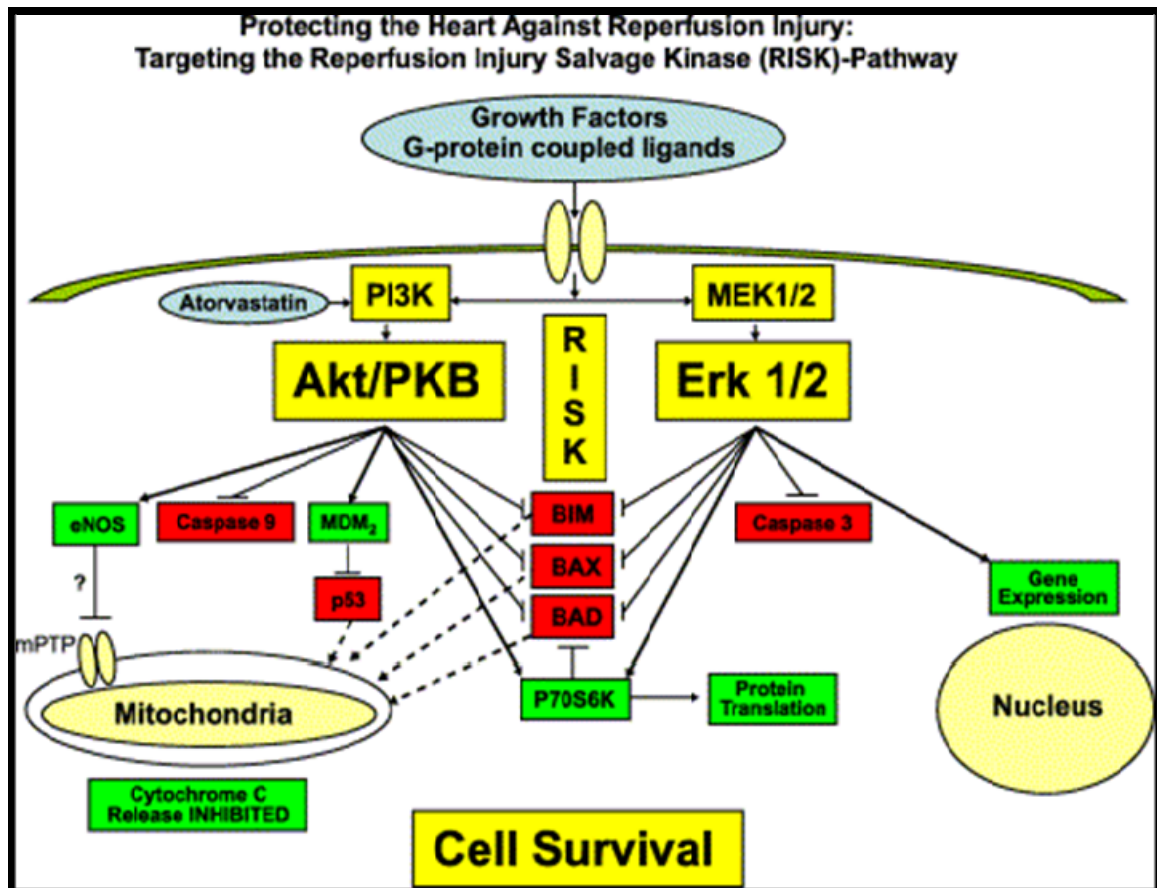 Protecting the Heart Against Reperfusion Injury:
Targeting the Reperfusion Injury Salvage Kinase (RISK)-Pathway
Growth Factors
G-protein coupled ligands
Atorvastatin
PI3K
MEK1/2
Akt/PKB
R
I
S
K
Erk 1/2
eNOS
Caspase 9
MDM2
BIM
Caspase 3
?
BAX
p53
BAD
Gene
Expression
mPTP
Mitochondria
P70S6K
Protein
Translation
Nucleus
Cytochrome C
Release INHIBITED
Cell Survival